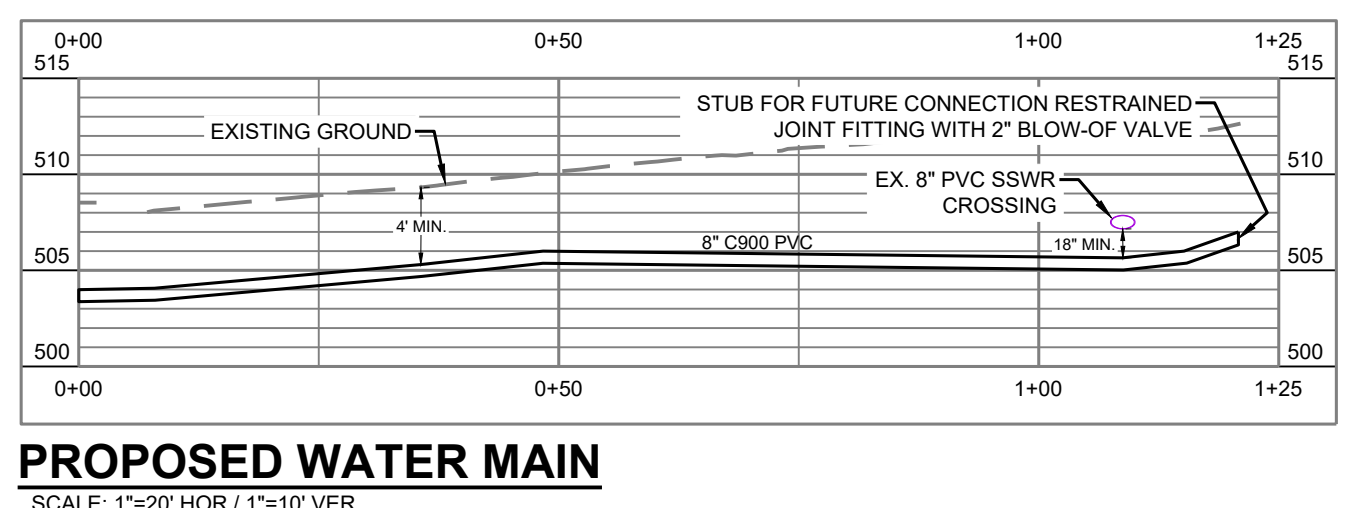 0+00 0+50 1+00 1+25
515 515
STUB FOR FUTURE CONNECTION RESTRAINED
JOINT FITTING WITH 2" BLOW-OF VALVE
EXISTING GROUND
510 510
EX. 8" PVC SSWR
CROSSING
4' MIN.
8" C900 PVC
18" MIN.
505 505
500 500
0+00 0+50 1+00 1+25
PROPOSED WATER MAIN
SCALE: 1"=20' HOR / 1"=10' VER